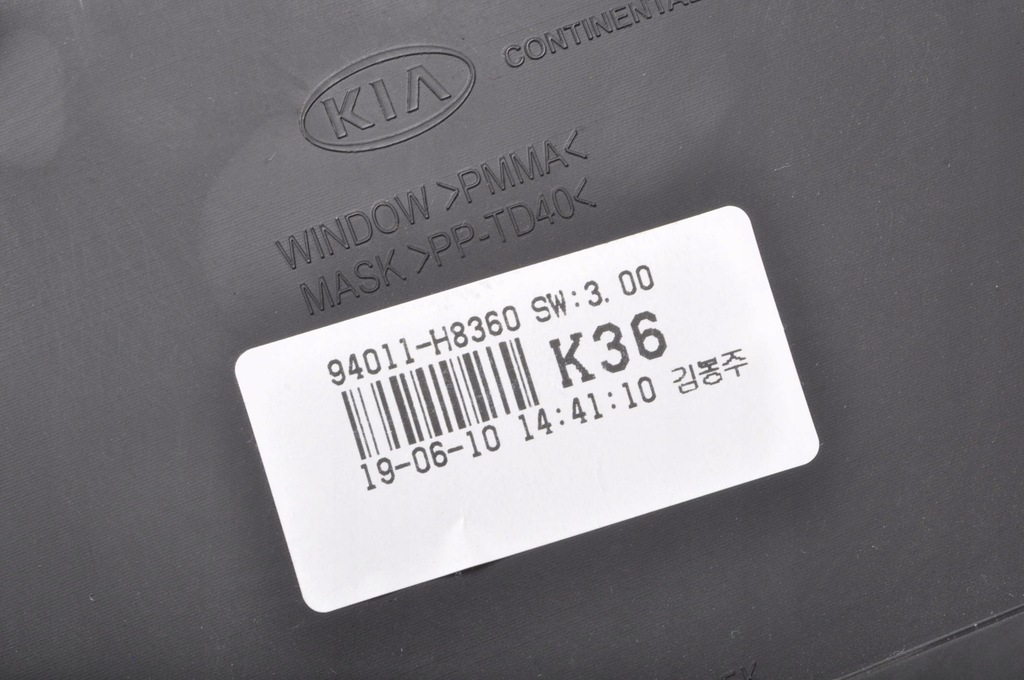 KIA
CONTINENTAL
WINDOW >PMMA<
MASK >PP-TD40<
94011-H8360 SW:3.00
K36
19-06-10 14:41:10 김봉주